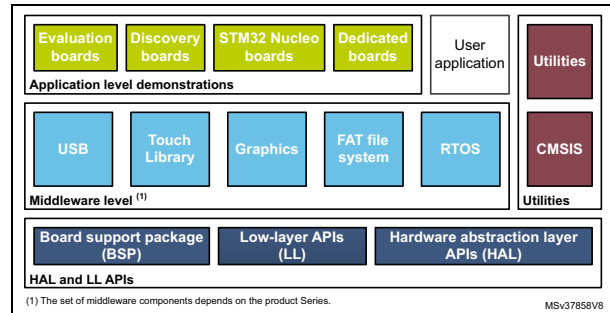 Evaluation
boards
Discovery
boards
STM32 Nucleo
boards
Dedicated
boards
Application level demonstrations
User
application
Utilities
USB
Touch
Library
Graphics
FAT file
system
RTOS
Middleware level (1)
CMSIS
Utilities
Board support package
(BSP)
Low-layer APIs
(LL)
Hardware abstraction layer
APIs (HAL)
HAL and LL APIs
(1) The set of middleware components depends on the product Series.
MSv37858V8